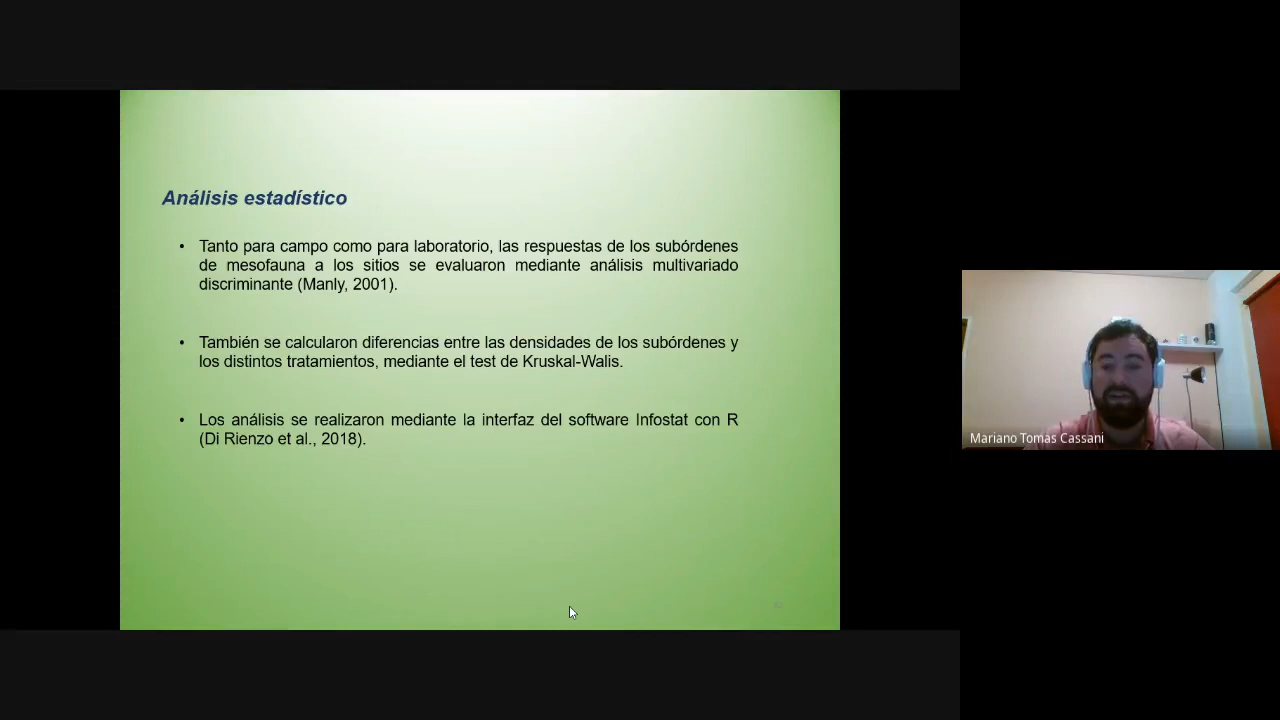 Análisis estadístico
• Tanto para campo como para laboratorio, las respuestas de los subórdenes
de mesofauna a los sitios se evaluaron mediante análisis multivariado
discriminante (Manly, 2001).
• También se calcularon diferencias entre las densidades de los subórdenes y
los distintos tratamientos, mediante el test de Kruskal-Walis.
• Los análisis se realizaron mediante la interfaz del software Infostat con R
(Di Rienzo et al., 2018).
Mariano Tomas Cassani